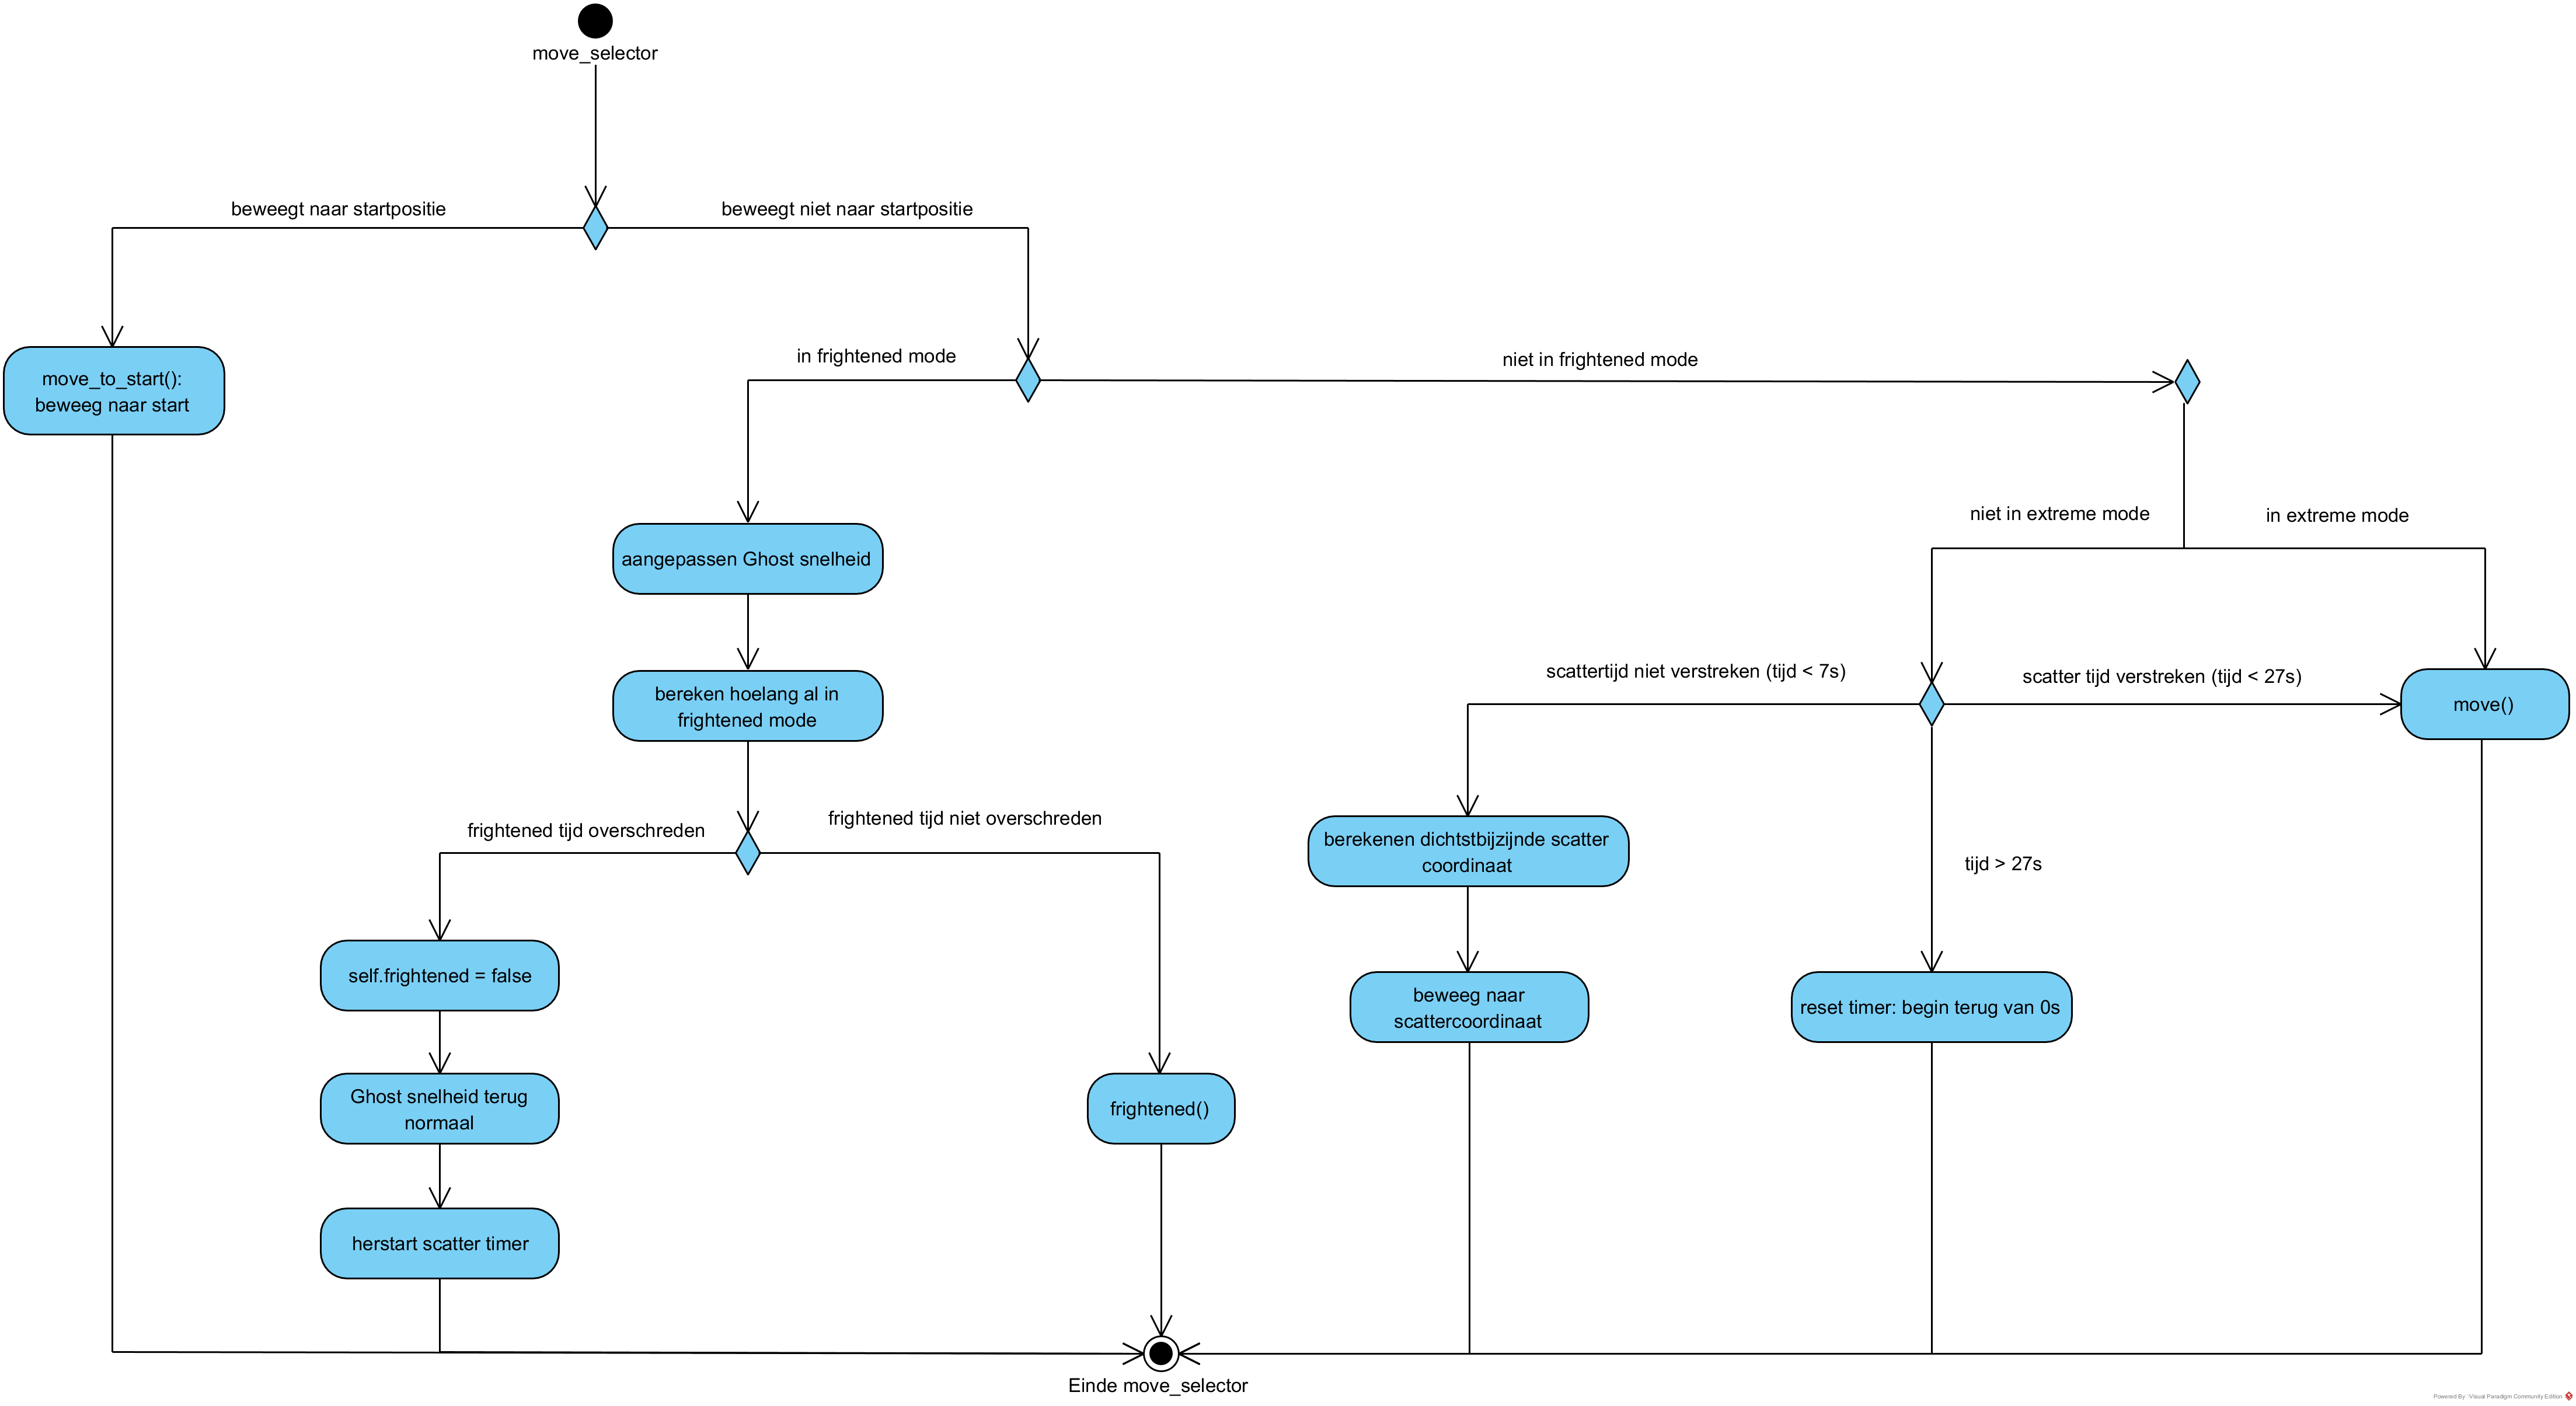 move_selector
beweegt naar startpositie
beweegt niet naar startpositie
in frightened mode
niet in frightened mode
move_to_start():
beweeg naar start
niet in extreme mode
in extreme mode
aangepassen Ghost snelheid
scattertijd niet verstreken (tijd < 7s)
scatter tijd verstreken (tijd < 27s)
bereken hoelang al in
frightened mode
move()
frightened tijd overschreden
frightened tijd niet overschreden
berekenen dichtstbijzijnde scatter
coordinaat
tijd > 27s
self.frightened = false
beweeg naar
scattercoordinaat
reset timer: begin terug van 0s
Ghost snelheid terug
normaal
frightened()
herstart scatter timer
Einde move_selector
Powered By Visual Paradigm Community Edition